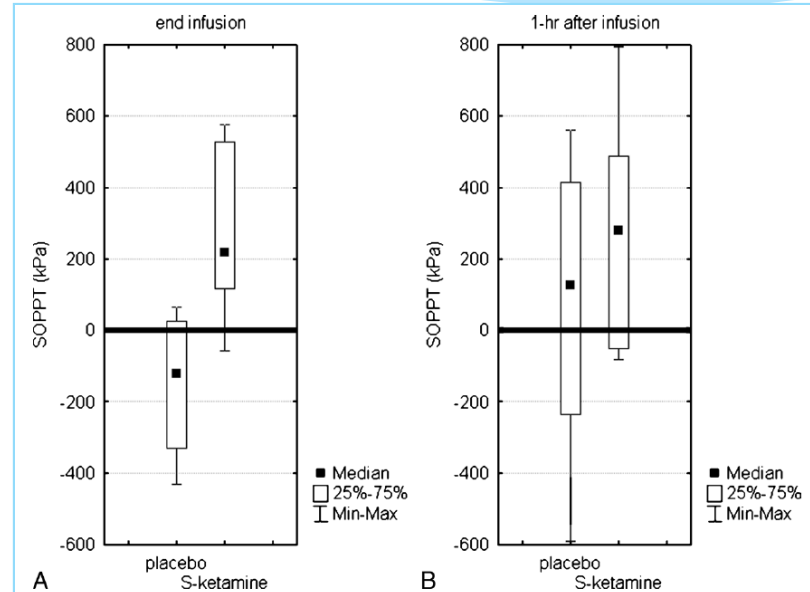 end infusion
800
600
400
200
0
-200
-400
-600
SOPPT (kPa)
Median
25%-75%
Min-Max
placebo
S-ketamine
A
1-hr after infusion
800
600
400
200
0
-200
-400
-600
SOPPT (kPa)
Median
25%-75%
Min-Max
placebo
S-ketamine
B